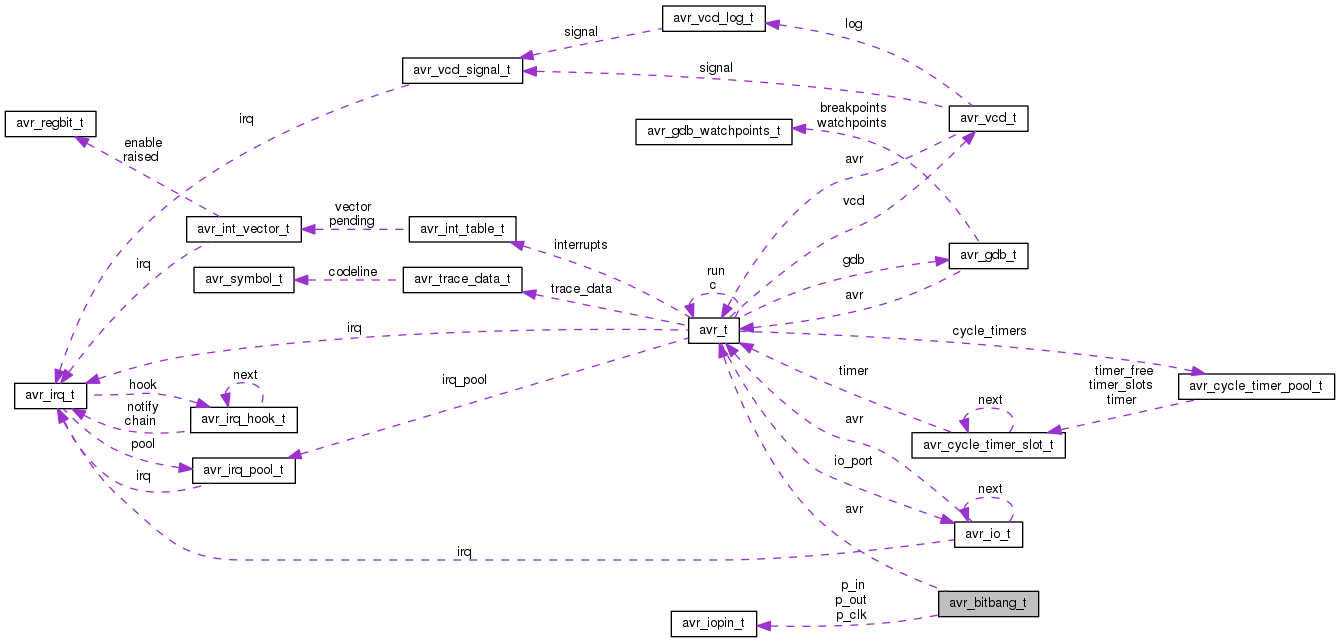 avr_vcd_log_t
log
signal
avr_vcd_signal_t
signal
avr_regbit_t
irq
breakpoints
watchpoints
avr_vcd_t
avr_gdb_watchpoints_t
enable
raised
avr
vcd
vector
pending
avr_int_vector_t
avr_int_table_t
interrupts
avr_gdb_t
irq
gdb
avr_symbol_t
codeline
avr_trace_data_t
trace_data
run
c
avr
irq
avr_t
cycle_timers
hook
next
irq_pool
timer
timer_free
timer_slots
timer
avr_cycle_timer_pool_t
avr_irq_t
notify
chain
avr_irq_hook_t
next
avr
avr_cycle_timer_slot_t
pool
avr_irq_pool_t
io_port
irq
next
avr
avr_io_t
irq
p_in
p_out
p_clk
avr_bitbang_t
avr_iopin_t